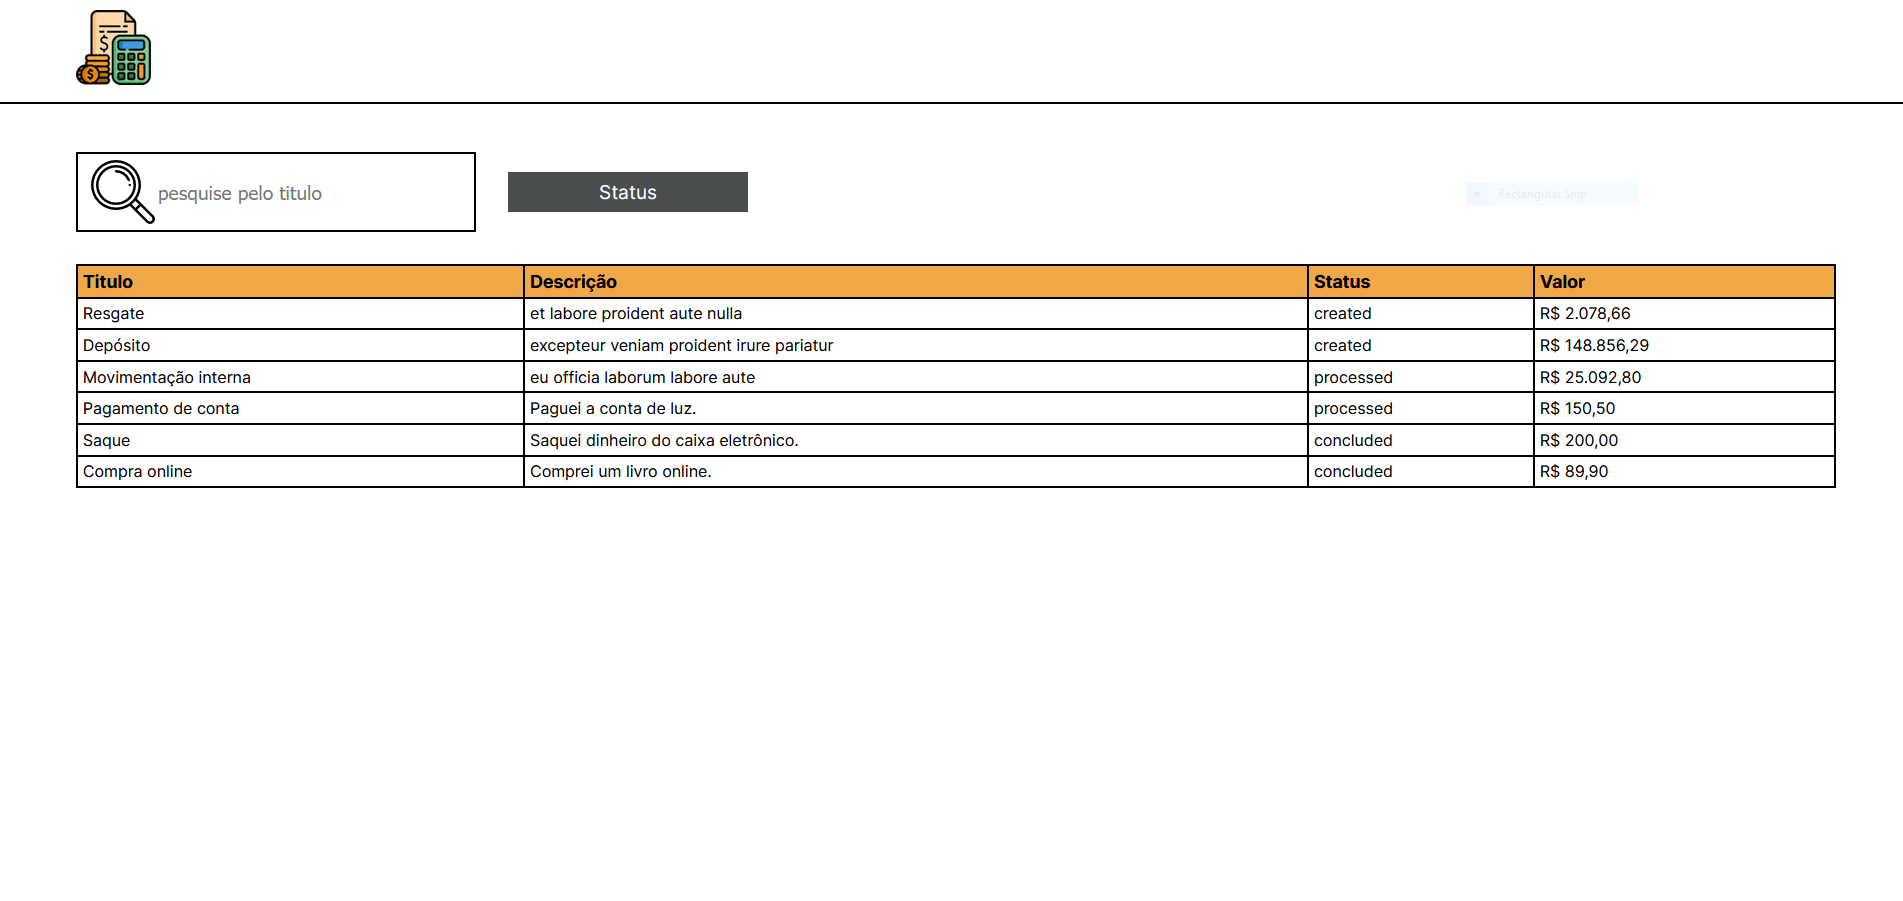 pesquise pelo titulo
Status
Rectangular Snip
Titulo Descrição Status Valor
Resgate et labore proident aute nulla created R$ 2.078,66
Depósito excepteur veniam proident irure pariatur created R$ 148.856,29
Movimentação interna eu officia laborum labore aute processed R$ 25.092,80
Pagamento de conta Paguei a conta de luz. processed R$ 150,50
Saque Saquei dinheiro do caixa eletrônico. concluded R$ 200,00
Compra online Comprei um livro online. concluded R$ 89,90